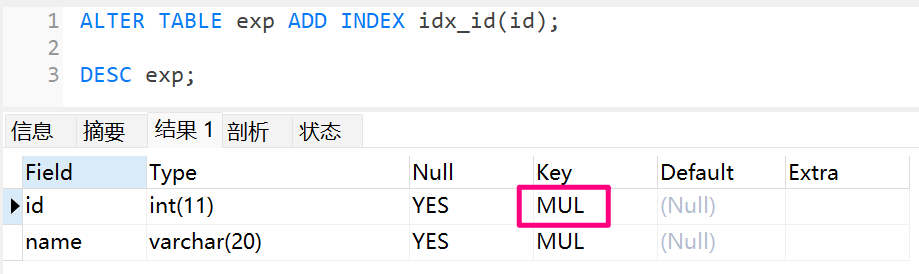 1 ALTER TABLE exp ADD INDEX idx_id(id);
2
3 DESC exp;
信息 摘要 结果 1 剖析 状态
Field Type Null Key Default Extra
id int(11) YES MUL (Null)
name varchar(20) YES MUL (Null)